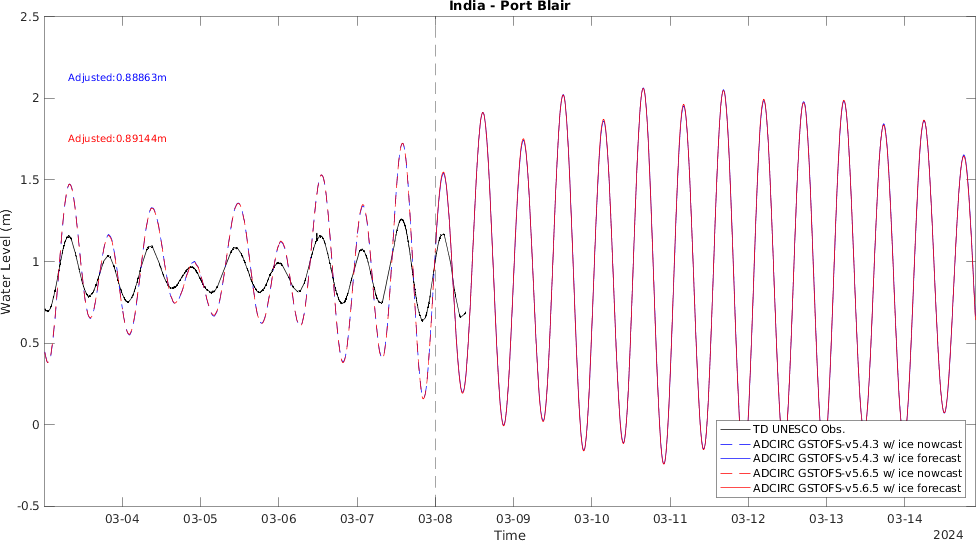 India - Port Blair
2.5
2
1.5
1
0.5
0
-0.5
Water Level (m)
Adjusted:0.88863m
Adjusted:0.89144m
TD UNESCO Obs.
ADCIRC GSTOFS-v5.4.3 w/ ice nowcast
ADCIRC GSTOFS-v5.4.3 w/ ice forecast
ADCIRC GSTOFS-v5.6.5 w/ ice nowcast
ADCIRC GSTOFS-v5.6.5 w/ ice forecast
03-04 03-05 03-06 03-07 03-08 03-09 03-10 03-11 03-12 03-13 03-14
Time
2024